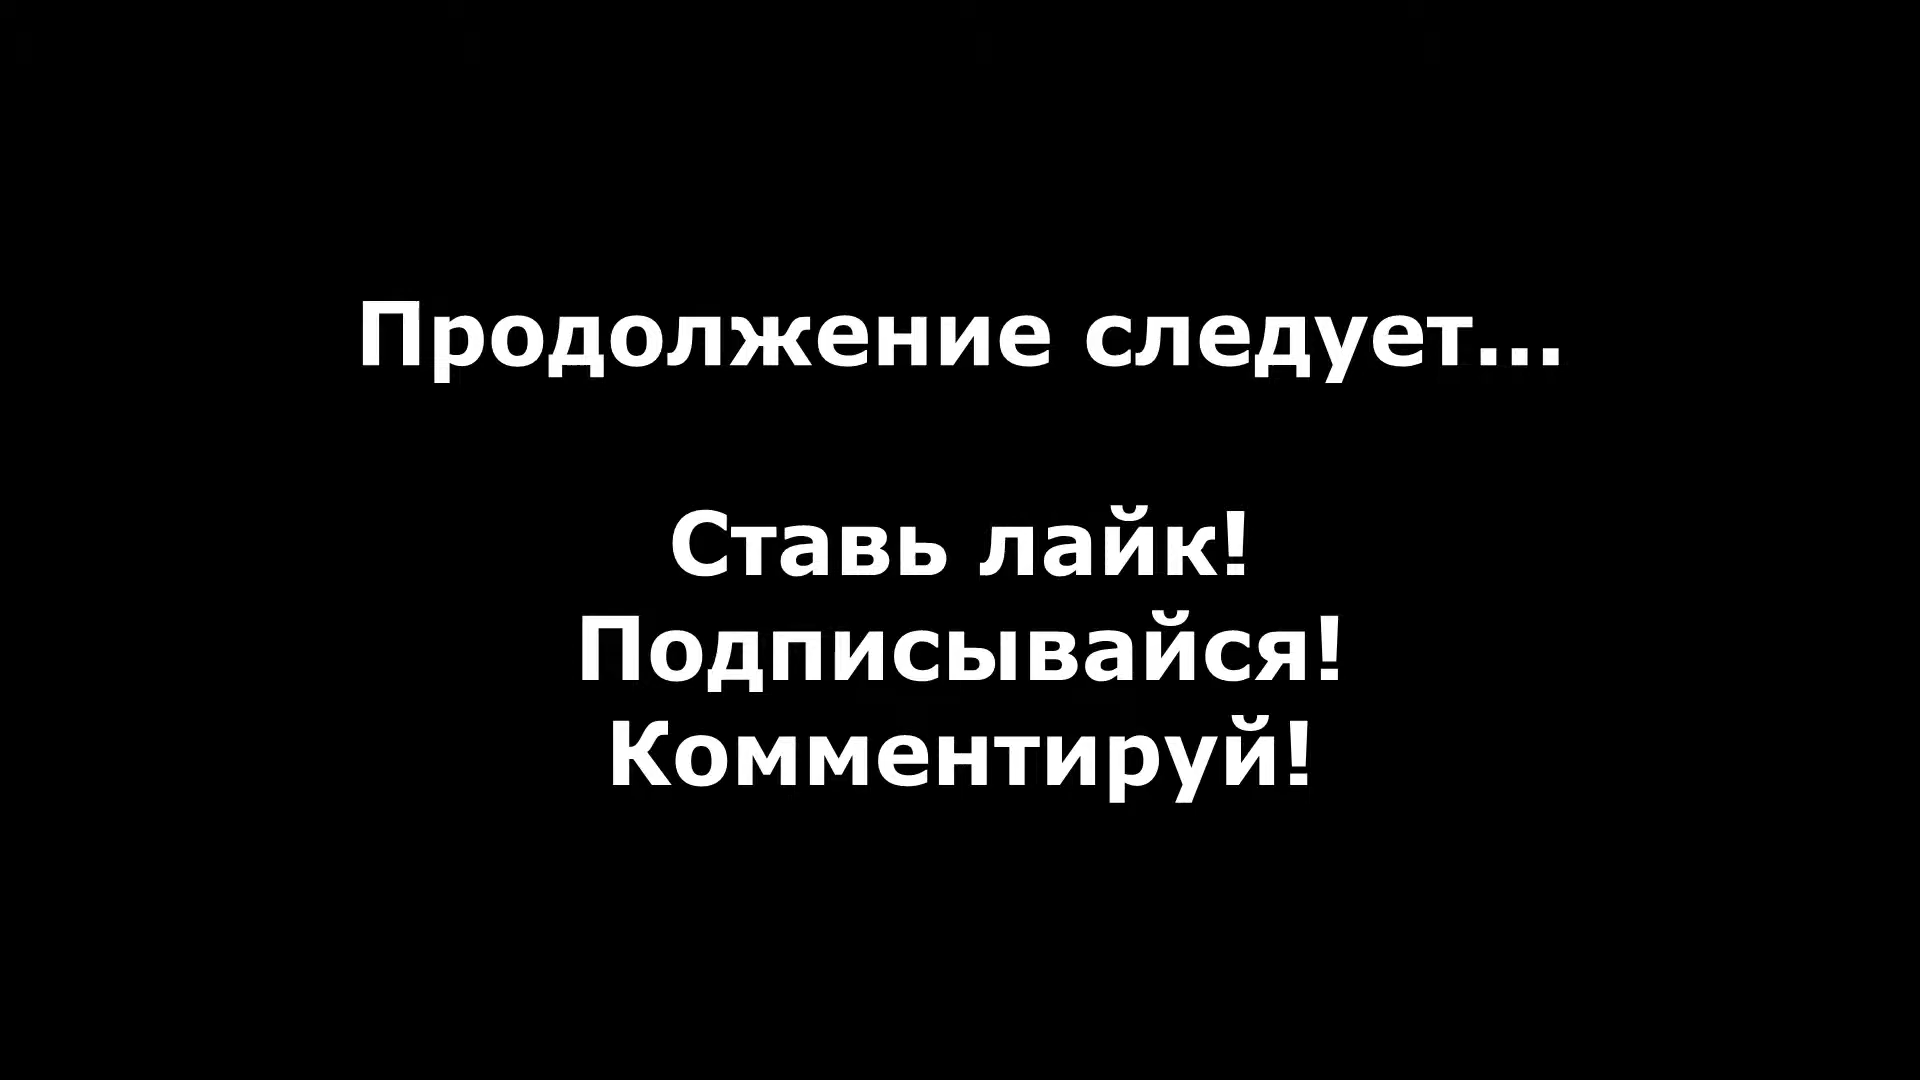 Продолжение следует...
Ставь лайк!
Подписывайся!
Комментируй!